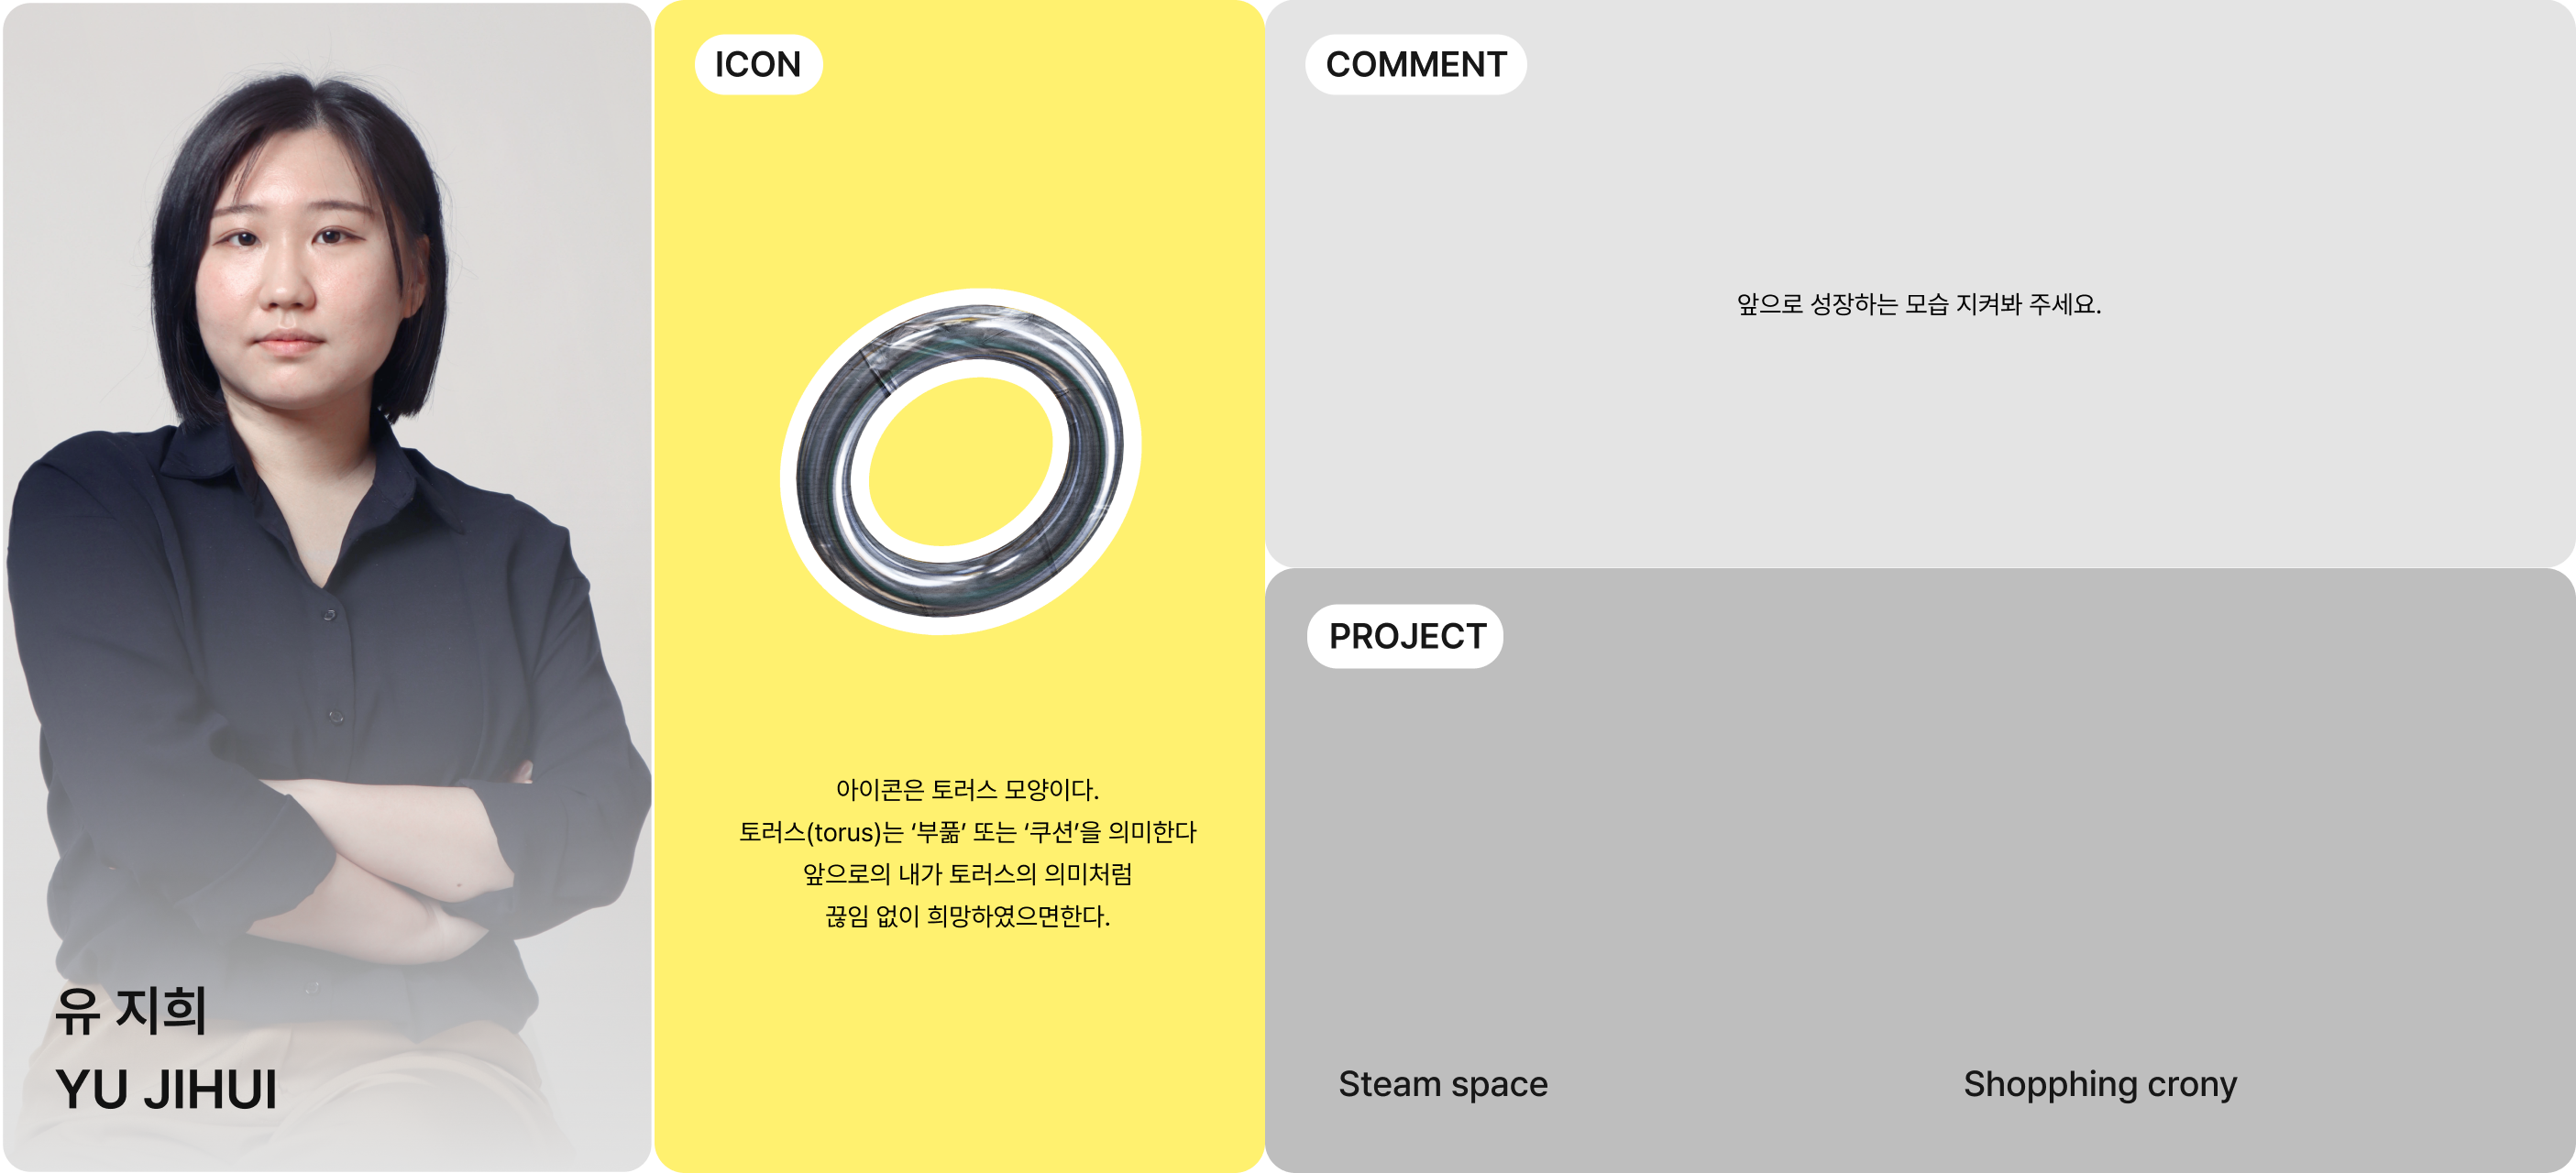 유 지희
YU JIHUI
ICON
아이콘은 토러스 모양이다.
토러스(torus)는 ‘부풂’ 또는 ‘쿠션’을 의미한다
앞으로의 내가 토러스의 의미처럼
끊임 없이 희망하였으면한다.
COMMENT
앞으로 성장하는 모습 지켜봐 주세요.
PROJECT
Steam space
Shopphing crony